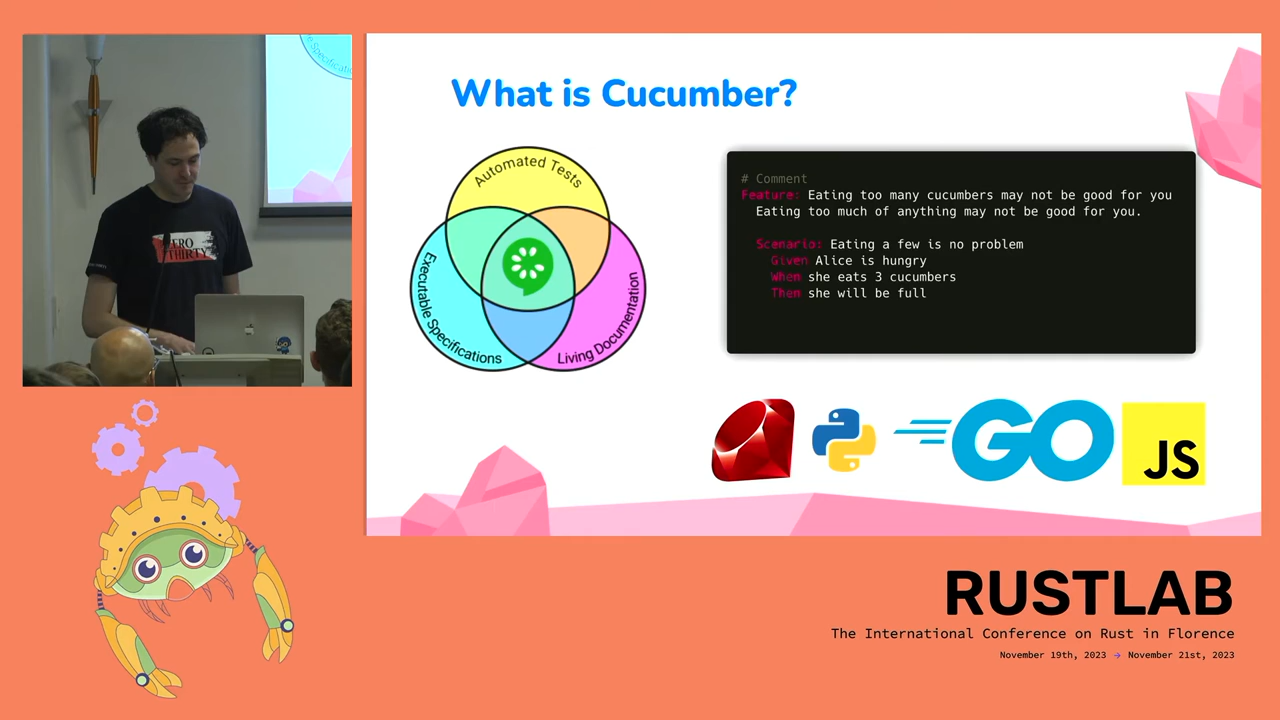 What is Cucumber?
Automated Tests
Executable Specifications
Living Documentation
# Comment
Feature: Eating too many cucumbers may not be good for you
Eating too much of anything may not be good for you.
Scenario: Eating a few is no problem
Given Alice is hungry
When she eats 3 cucumbers
Then she will be full
GO
JS
THIRTY
RUSTLAB
The International Conference on Rust in Florence
November 19th, 2023 → November 21st, 2023